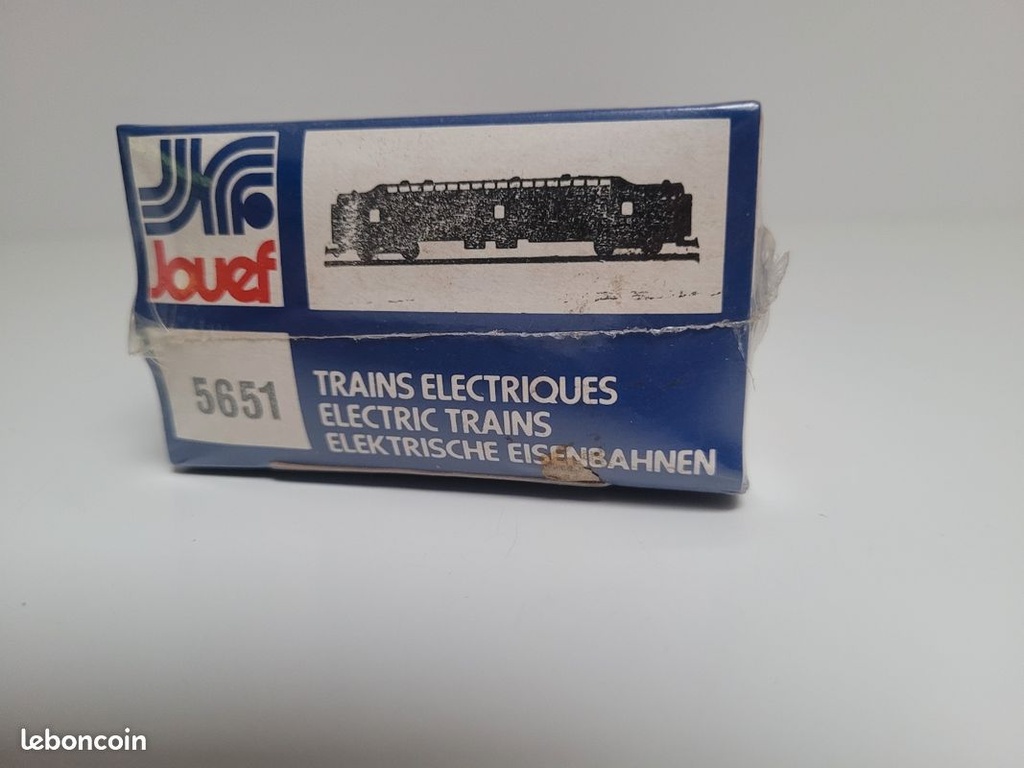 Jouef
5651
TRAINS ELECTRIQUES
ELECTRIC TRAINS
ELEKTRISCHE EISENBAHNEN
leboncoin